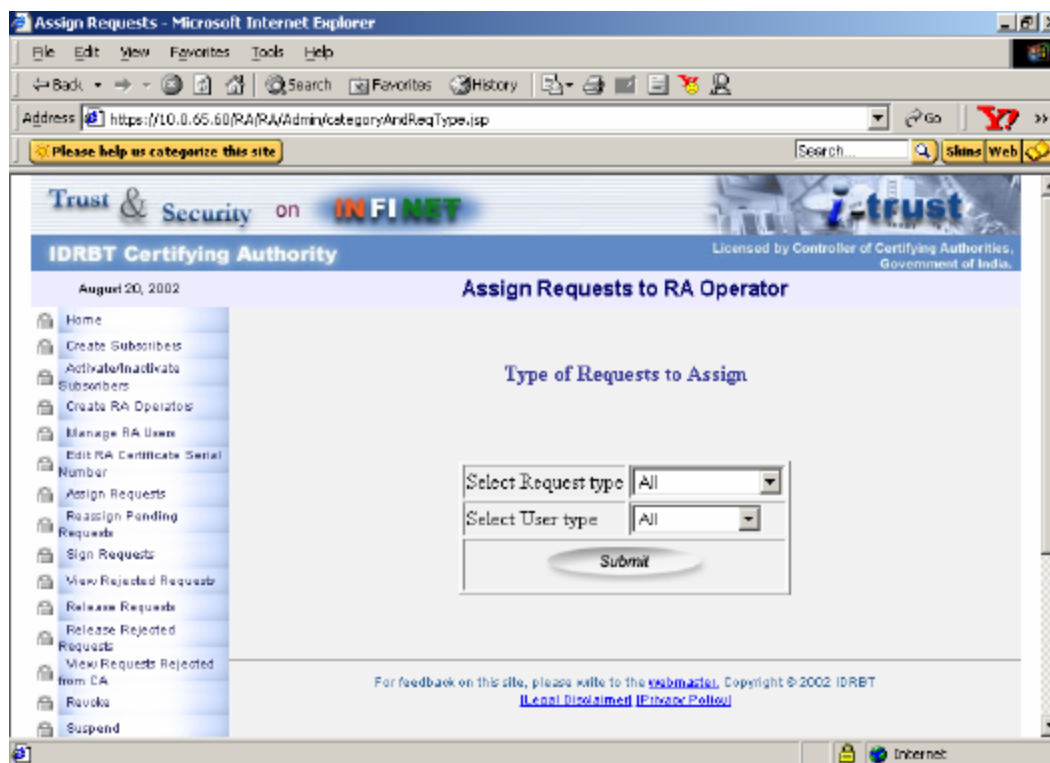 Assign Requests - Microsoft Internet Explorer
File Edit View Favorites Tools Help
Back Search Favorites History
Address https://10.0.65.60/RA/RA/Admin/categoryAndReqType.jsp Go Y! »
Please help us categorize this site Search... Skins Web
Trust & Security on INFINET i-trust
IDRBT Certifying Authority Licensed by Controller of Certifying Authorities,
Government of India.
August 20, 2002 Assign Requests to RA Operator
Home
Create Subscribers
Activate/Inactivate
Subscribers
Create RA Operators
Manage RA Users
Edit RA Certificate Serial
Number
Assign Requests
Reassign Pending
Requests
Sign Requests
View Rejected Requests
Release Requests
Release Rejected
Requests
View Requests Rejected
from CA
Revoke
Suspend
Type of Requests to Assign
Select Request type All
Select User type All
Submit
For feedback on this site, please write to the webmaster. Copyright © 2002 IDRBT
[Legal Disclaimer] [Privacy Policy]
Internet